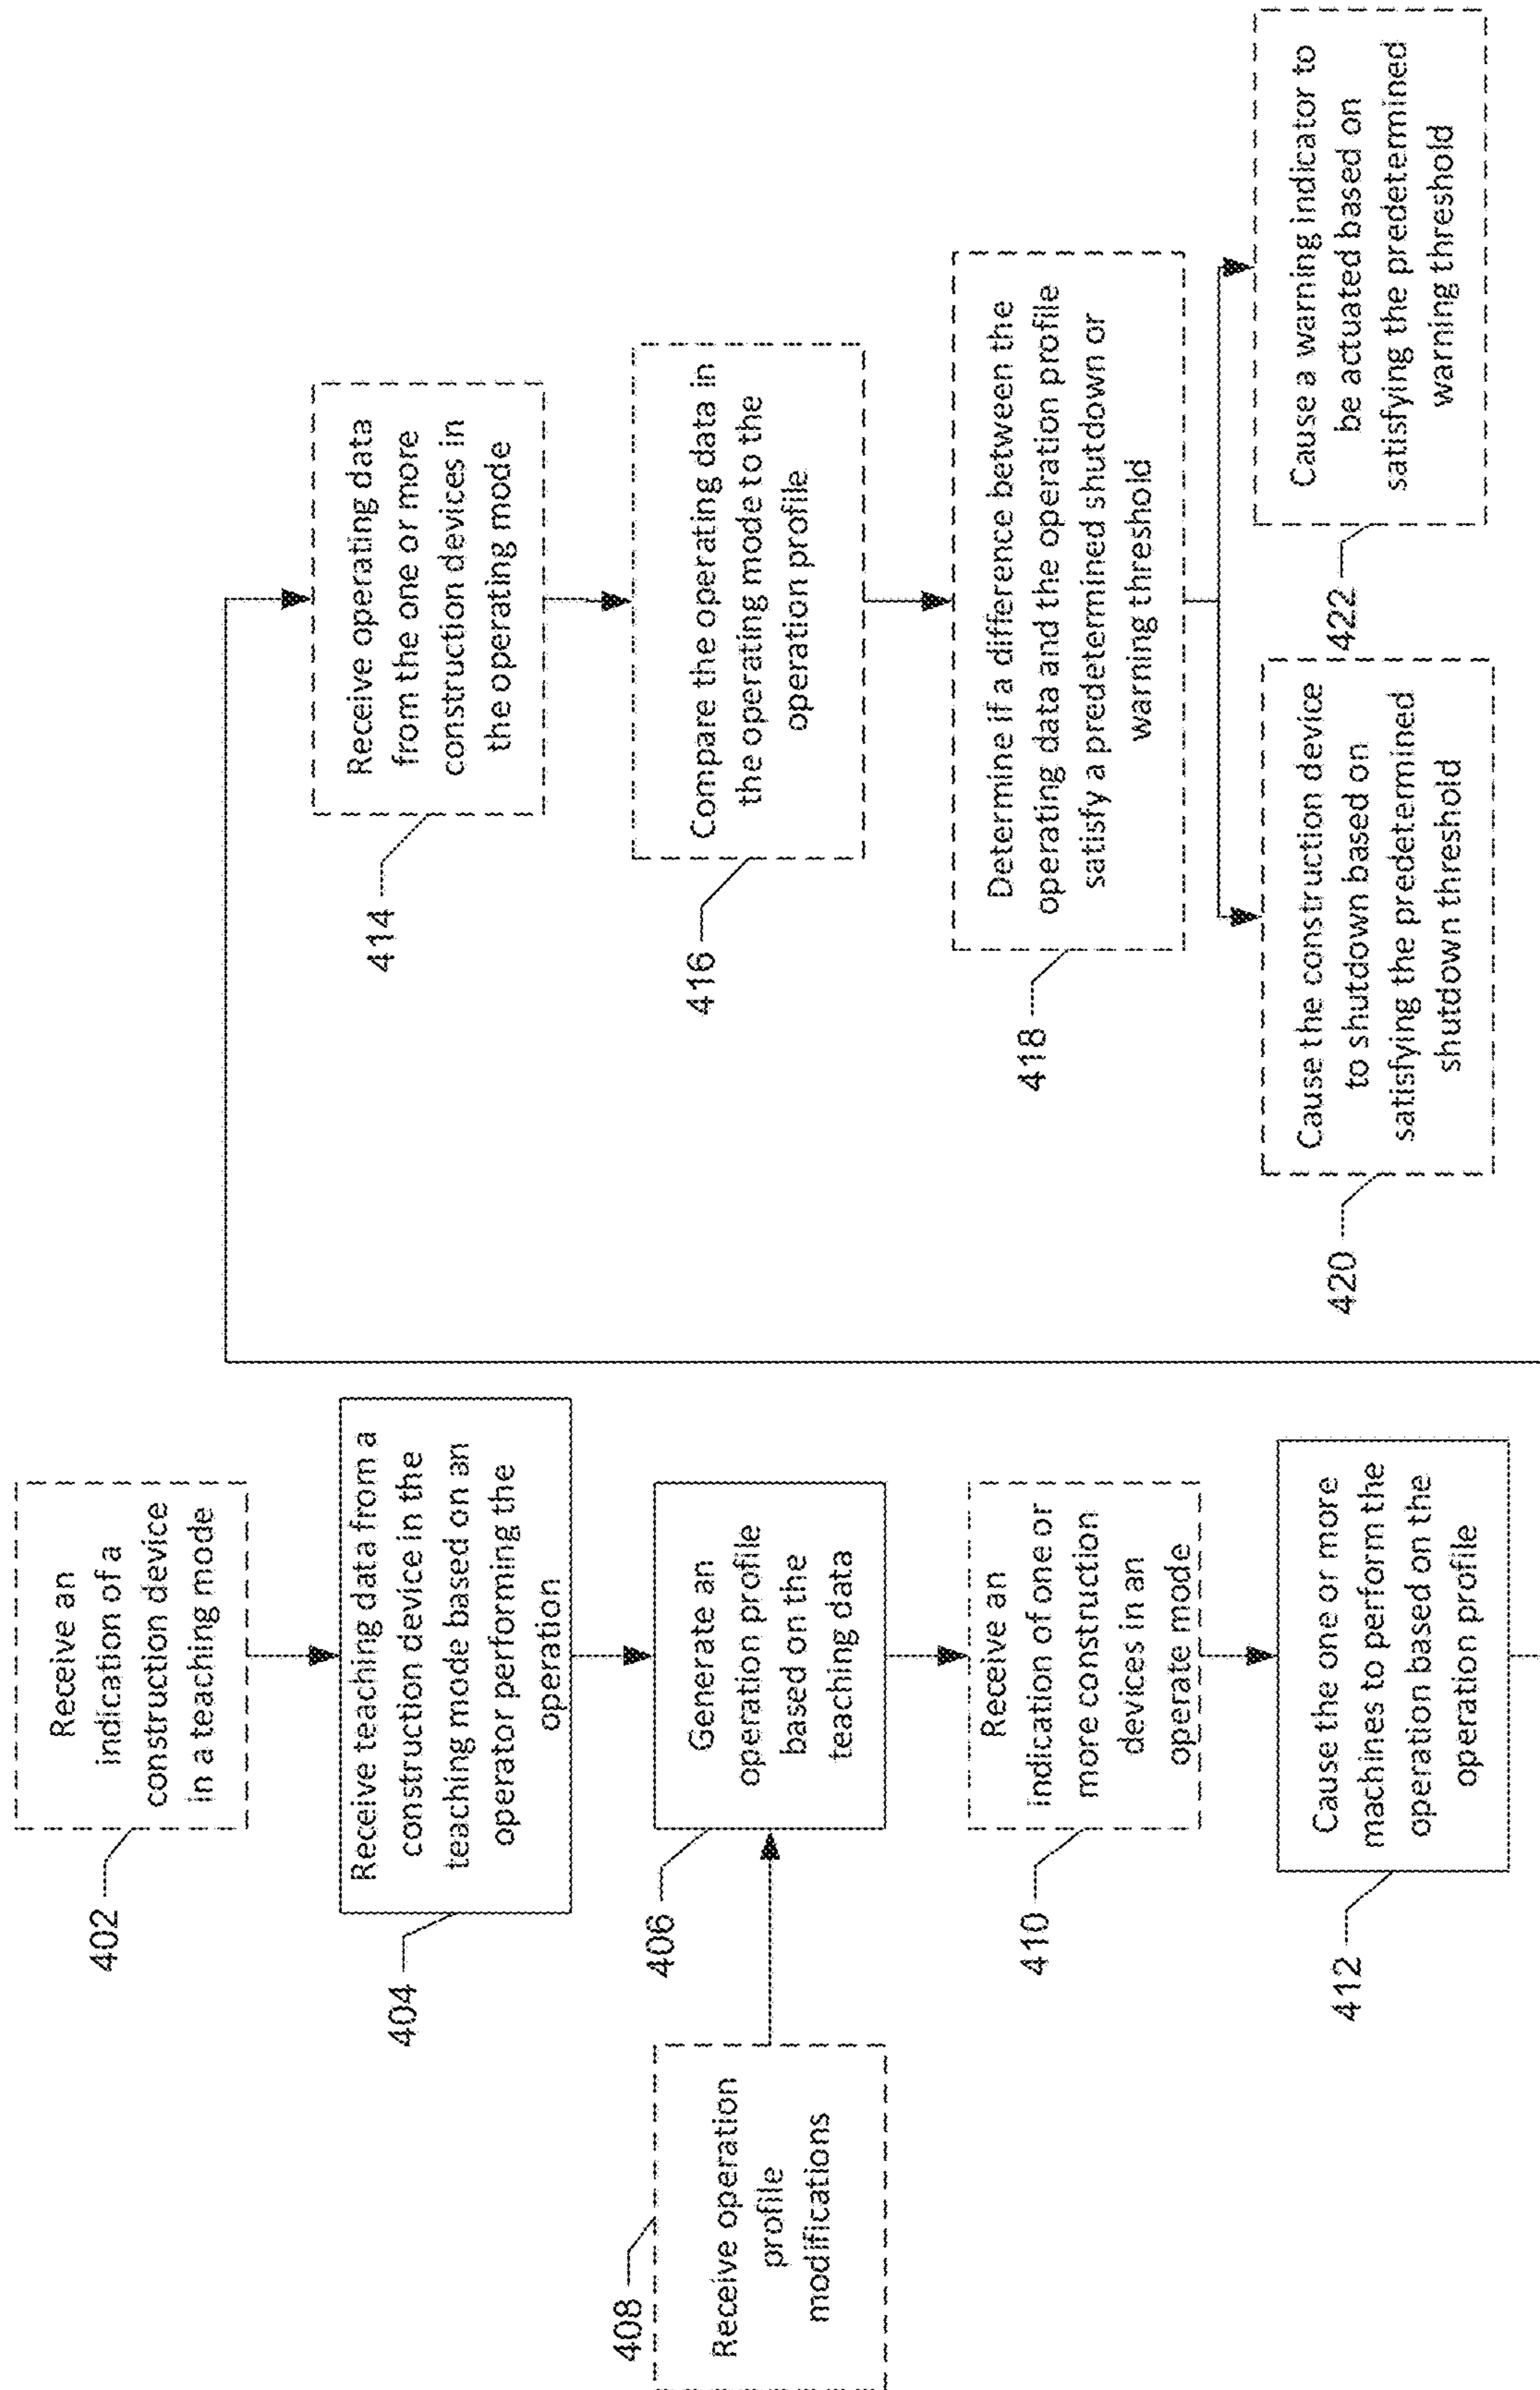 Receive an
indication of a
construction device
in a teaching mode
402
Receive teaching data from a
construction device in the
teaching mode based on an
operator performing the
operation
404
Generate an
operation profile
based on the
teaching data
406
Receive operation
profile
modifications
408
Receive an
indication of one or
more construction
devices in an
operate mode
410
Cause the one or more
machines to perform the
operation based on the
operation profile
412
Receive operating data
from the one or more
construction devices in
the operating mode
414
Compare the operating data in
the operating mode to the
operation profile
416
Determine if a difference between the
operating data and the operation profile
satisfy a predetermined shutdown or
warning threshold
418
Cause the construction device
to shutdown based on
satisfying the predetermined
shutdown threshold
420
Cause a warning indicator to
be actuated based on
satisfying the predetermined
warning threshold
422